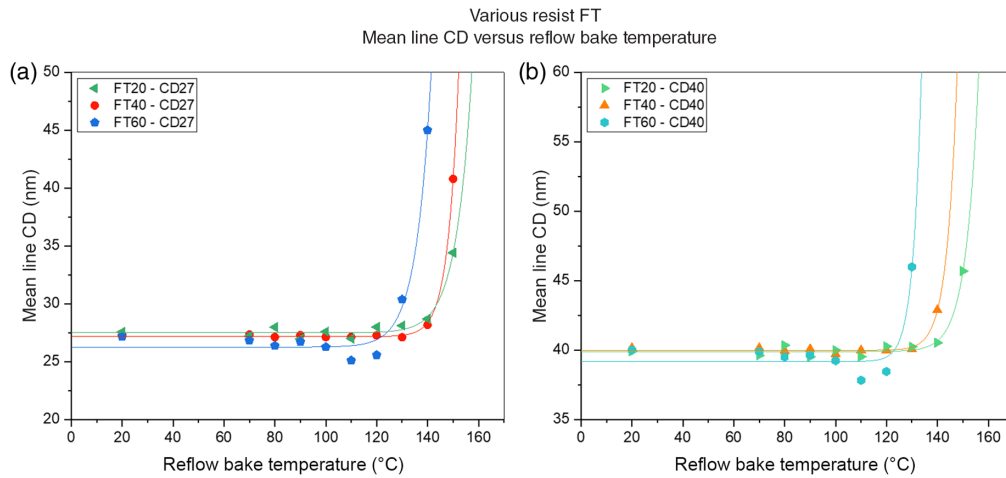 Various resist FT
Mean line CD versus reflow bake temperature
(a)
50
45
40
35
30
25
20
Mean line CD (nm)
FT20 - CD27
FT40 - CD27
FT60 - CD27
0 20 40 60 80 100 120 140 160
Reflow bake temperature (°C)
(b)
60
55
50
45
40
35
Mean line CD (nm)
FT20 - CD40
FT40 - CD40
FT60 - CD40
0 20 40 60 80 100 120 140 160
Reflow bake temperature (°C)